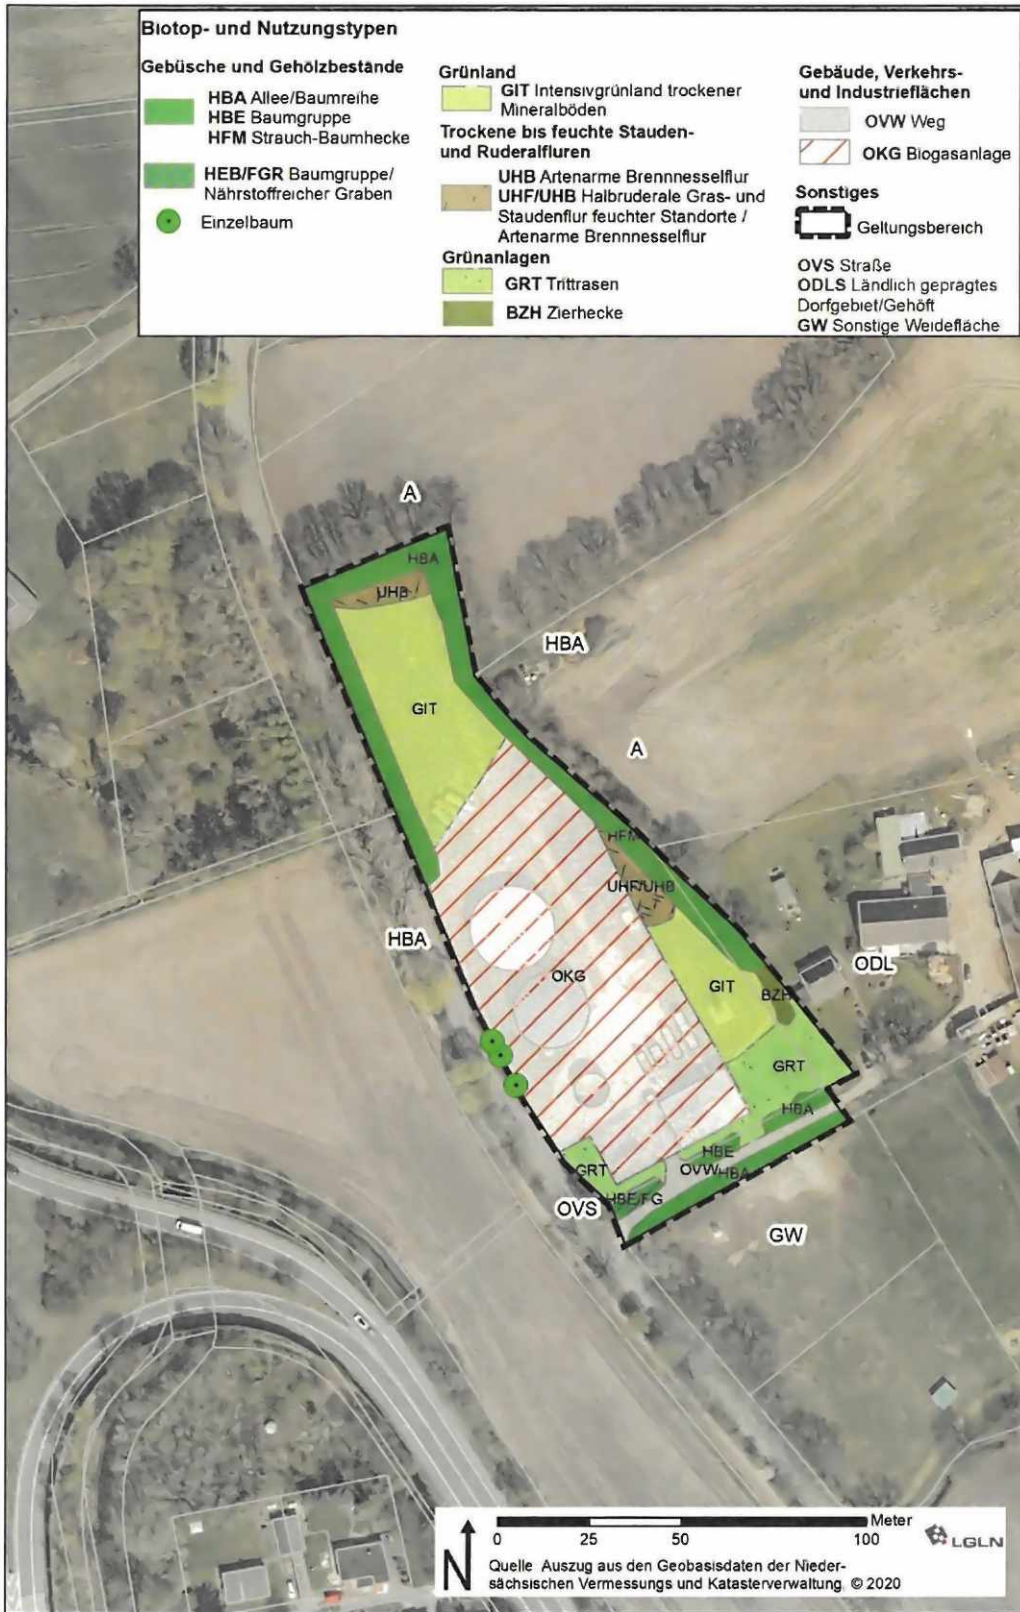 Biotop- und Nutzungstypen
Gebüsche und Gehölzbestände
HBA Allee/Baumreihe
HBE Baumgruppe
HFM Strauch-Baumhecke
HEB/FGR Baumgruppe/
Nährstoffreicher Graben
Einzelbaum
Grünland
GIT Intensivgrünland trockener
Mineralböden
Trockene bis feuchte Stauden-
und Ruderalfluren
UHB Artenarme Brennnesselflur
UHF/UHB Halbruderale Gras- und
Staudenflur feuchter Standorte /
Artenarme Brennnesselflur
Grünanlagen
GRT Trittrasen
BZH Zierhecke
Gebäude, Verkehrs-
und Industrieflächen
OVW Weg
OKG Biogasanlage
Sonstiges
Geltungsbereich
OVS Straße
ODLS Ländlich gepragtes
Dorfgebiet/Gehöft
GW Sonstige Weidefläche
A
HBA
UHB
HBA
GIT
A
HFM
UHF/UHB
HBA
OKG
ODL
GIT
BZH
GRT
HBA
HBE
GRT
OVW
HBA
HBE/FG
OVS
GW
N
0 25 50 100 Meter
LGLN
Quelle Auszug aus den Geobasisdaten der Nieder-
sächsischen Vermessungs und Katasterverwaltung, © 2020